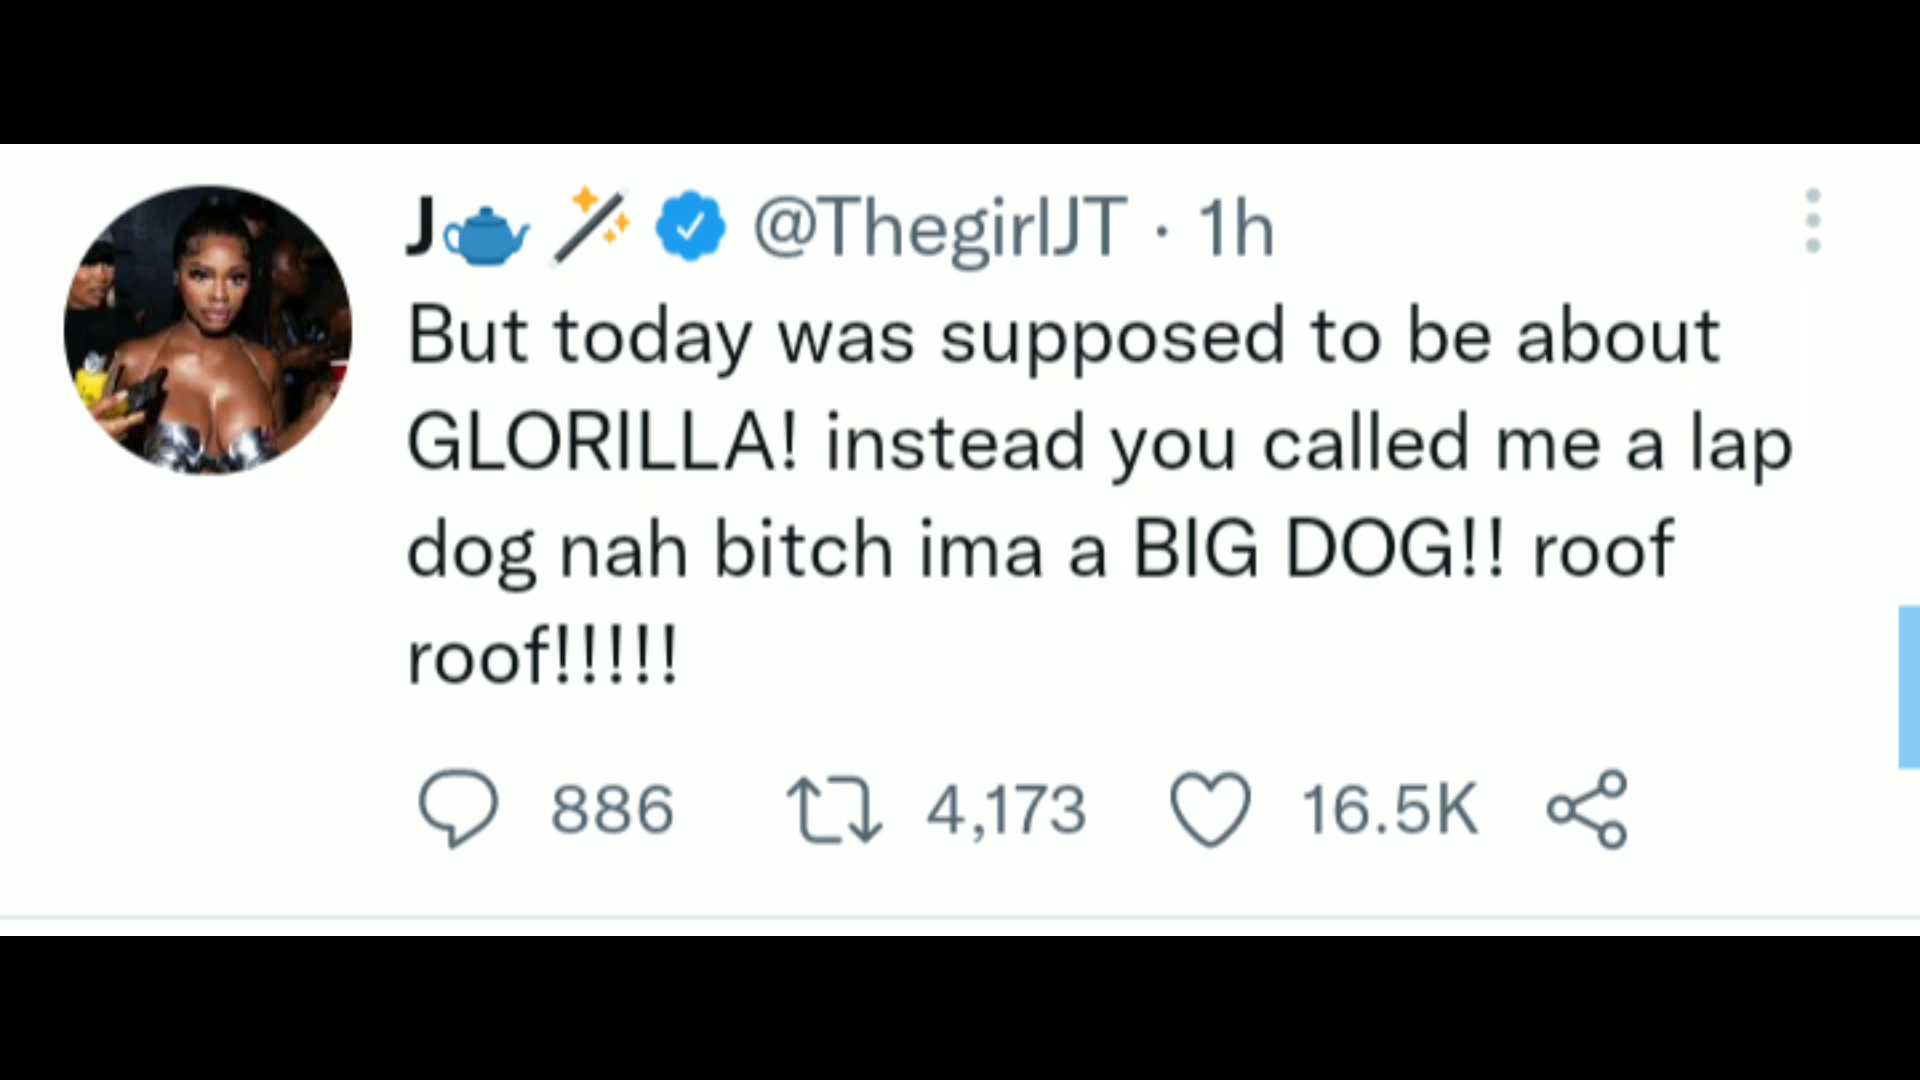 J🫖 🪄 @ThegirlJT · 1h
But today was supposed to be about
GLORILLA! instead you called me a lap
dog nah bitch ima a BIG DOG!! roof
roof!!!!!
886 4,173 16.5K